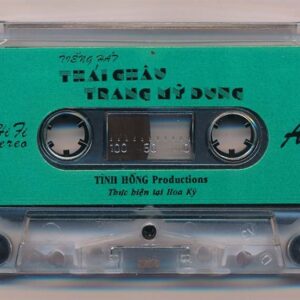 TIẾNG HÁT
THÁI CHÂU
TRANG MỸ DUNG
Hi Fi
Stereo
A
100 50 0
TÌNH HỒNG Productions
Thực hiện tại Hoa Kỳ